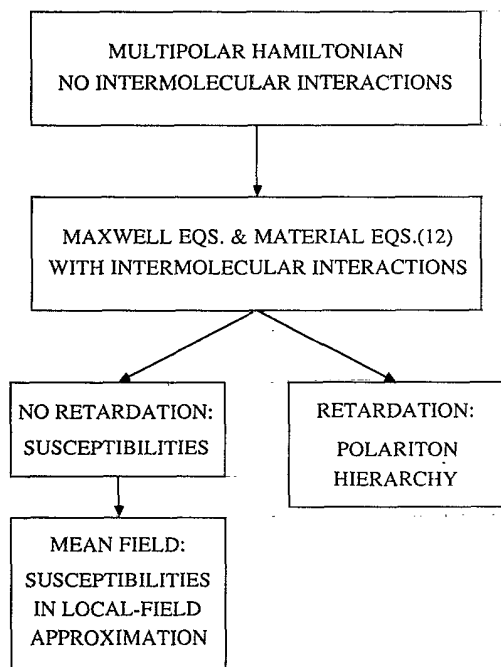 MULTIPOLAR HAMILTONIAN
NO INTERMOLECULAR INTERACTIONS
MAXWELL EQS. & MATERIAL EQS.(12)
WITH INTERMOLECULAR INTERACTIONS
NO RETARDATION:
SUSCEPTIBILITIES
RETARDATION:
POLARITON
HIERARCHY
MEAN FIELD:
SUSCEPTIBILITIES
IN LOCAL-FIELD
APPROXIMATION